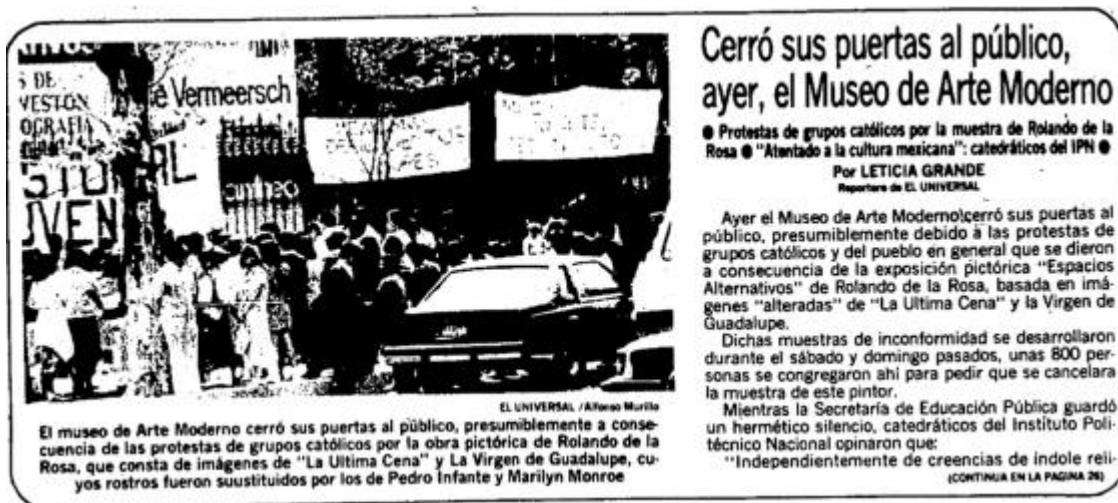 S DE
WESTON
OGRAFIA
é Vermeersch
UVEN
EL UNIVERSAL / Alfonso Murillo
El museo de Arte Moderno cerró sus puertas al público, presumiblemente a conse-
cuencia de las protestas de grupos católicos por la obra pictórica de Rolando de la
Rosa, que consta de imágenes de "La Ultima Cena" y La Virgen de Guadalupe, cu-
yos rostros fueron suustituidos por los de Pedro Infante y Marilyn Monroe
Cerró sus puertas al público,
ayer, el Museo de Arte Moderno
● Protestas de grupos católicos por la muestra de Rolando de la
Rosa ● "Atentado a la cultura mexicana": catedráticos del IPN ●
Por LETICIA GRANDE
Reportera de EL UNIVERSAL
Ayer el Museo de Arte Moderno cerró sus puertas al
público, presumiblemente debido a las protestas de
grupos católicos y del pueblo en general que se dieron
a consecuencia de la exposición pictórica "Espacios
Alternativos" de Rolando de la Rosa, basada en imá-
genes "alteradas" de "La Ultima Cena" y la Virgen de
Guadalupe.
Dichas muestras de inconformidad se desarrollaron
durante el sábado y domingo pasados, unas 800 per-
sonas se congregaron ahí para pedir que se cancelara
la muestra de este pintor.
Mientras la Secretaría de Educación Pública guardó
un hermético silencio, catedráticos del Instituto Poli-
técnico Nacional opinaron que:
"Independientemente de creencias de índole reli-
(CONTINUA EN LA PAGINA 26)